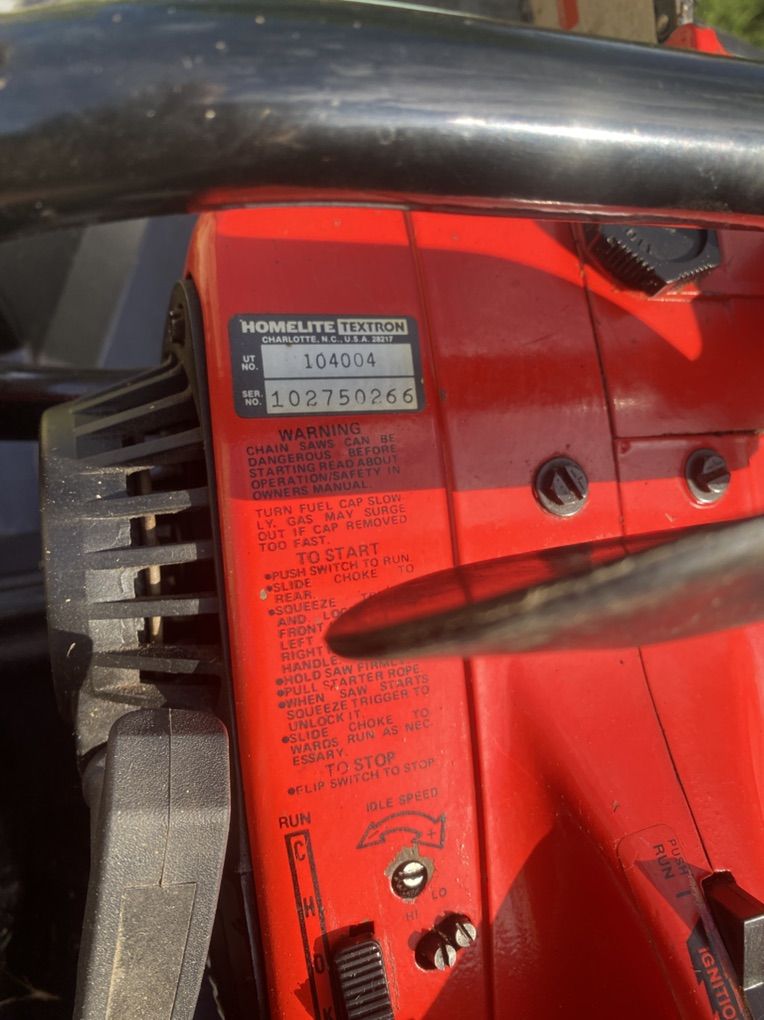 HOMELITE TEXTRON
CHARLOTTE, N.C., U.S.A. 28217
UT NO. 104004
SER. NO. 102750266
WARNING
CHAIN SAWS CAN BE
DANGEROUS BEFORE
STARTING READ ABOUT
OPERATION/SAFETY IN
OWNERS MANUAL.
TURN FUEL CAP SLOW-
LY. GAS MAY SURGE
OUT IF CAP REMOVED
TOO FAST.
TO START
•PUSH SWITCH TO RUN.
•SLIDE CHOKE TO
REAR.
•SQUEEZE
AND
FRONT
LEFT
RIGHT
HANDLE.
•HOLD SAW
•PULL STARTER ROPE.
•WHEN SAW STARTS
SQUEEZE TRIGGER TO
UNLOCK IT.
•SLIDE CHOKE TO
WARDS RUN AS NEC-
ESSARY.
TO STOP
•FLIP SWITCH TO STOP
IDLE SPEED
+
RUN
C
H
O
K
LO
HI
PUSH
RUN
IGNITION